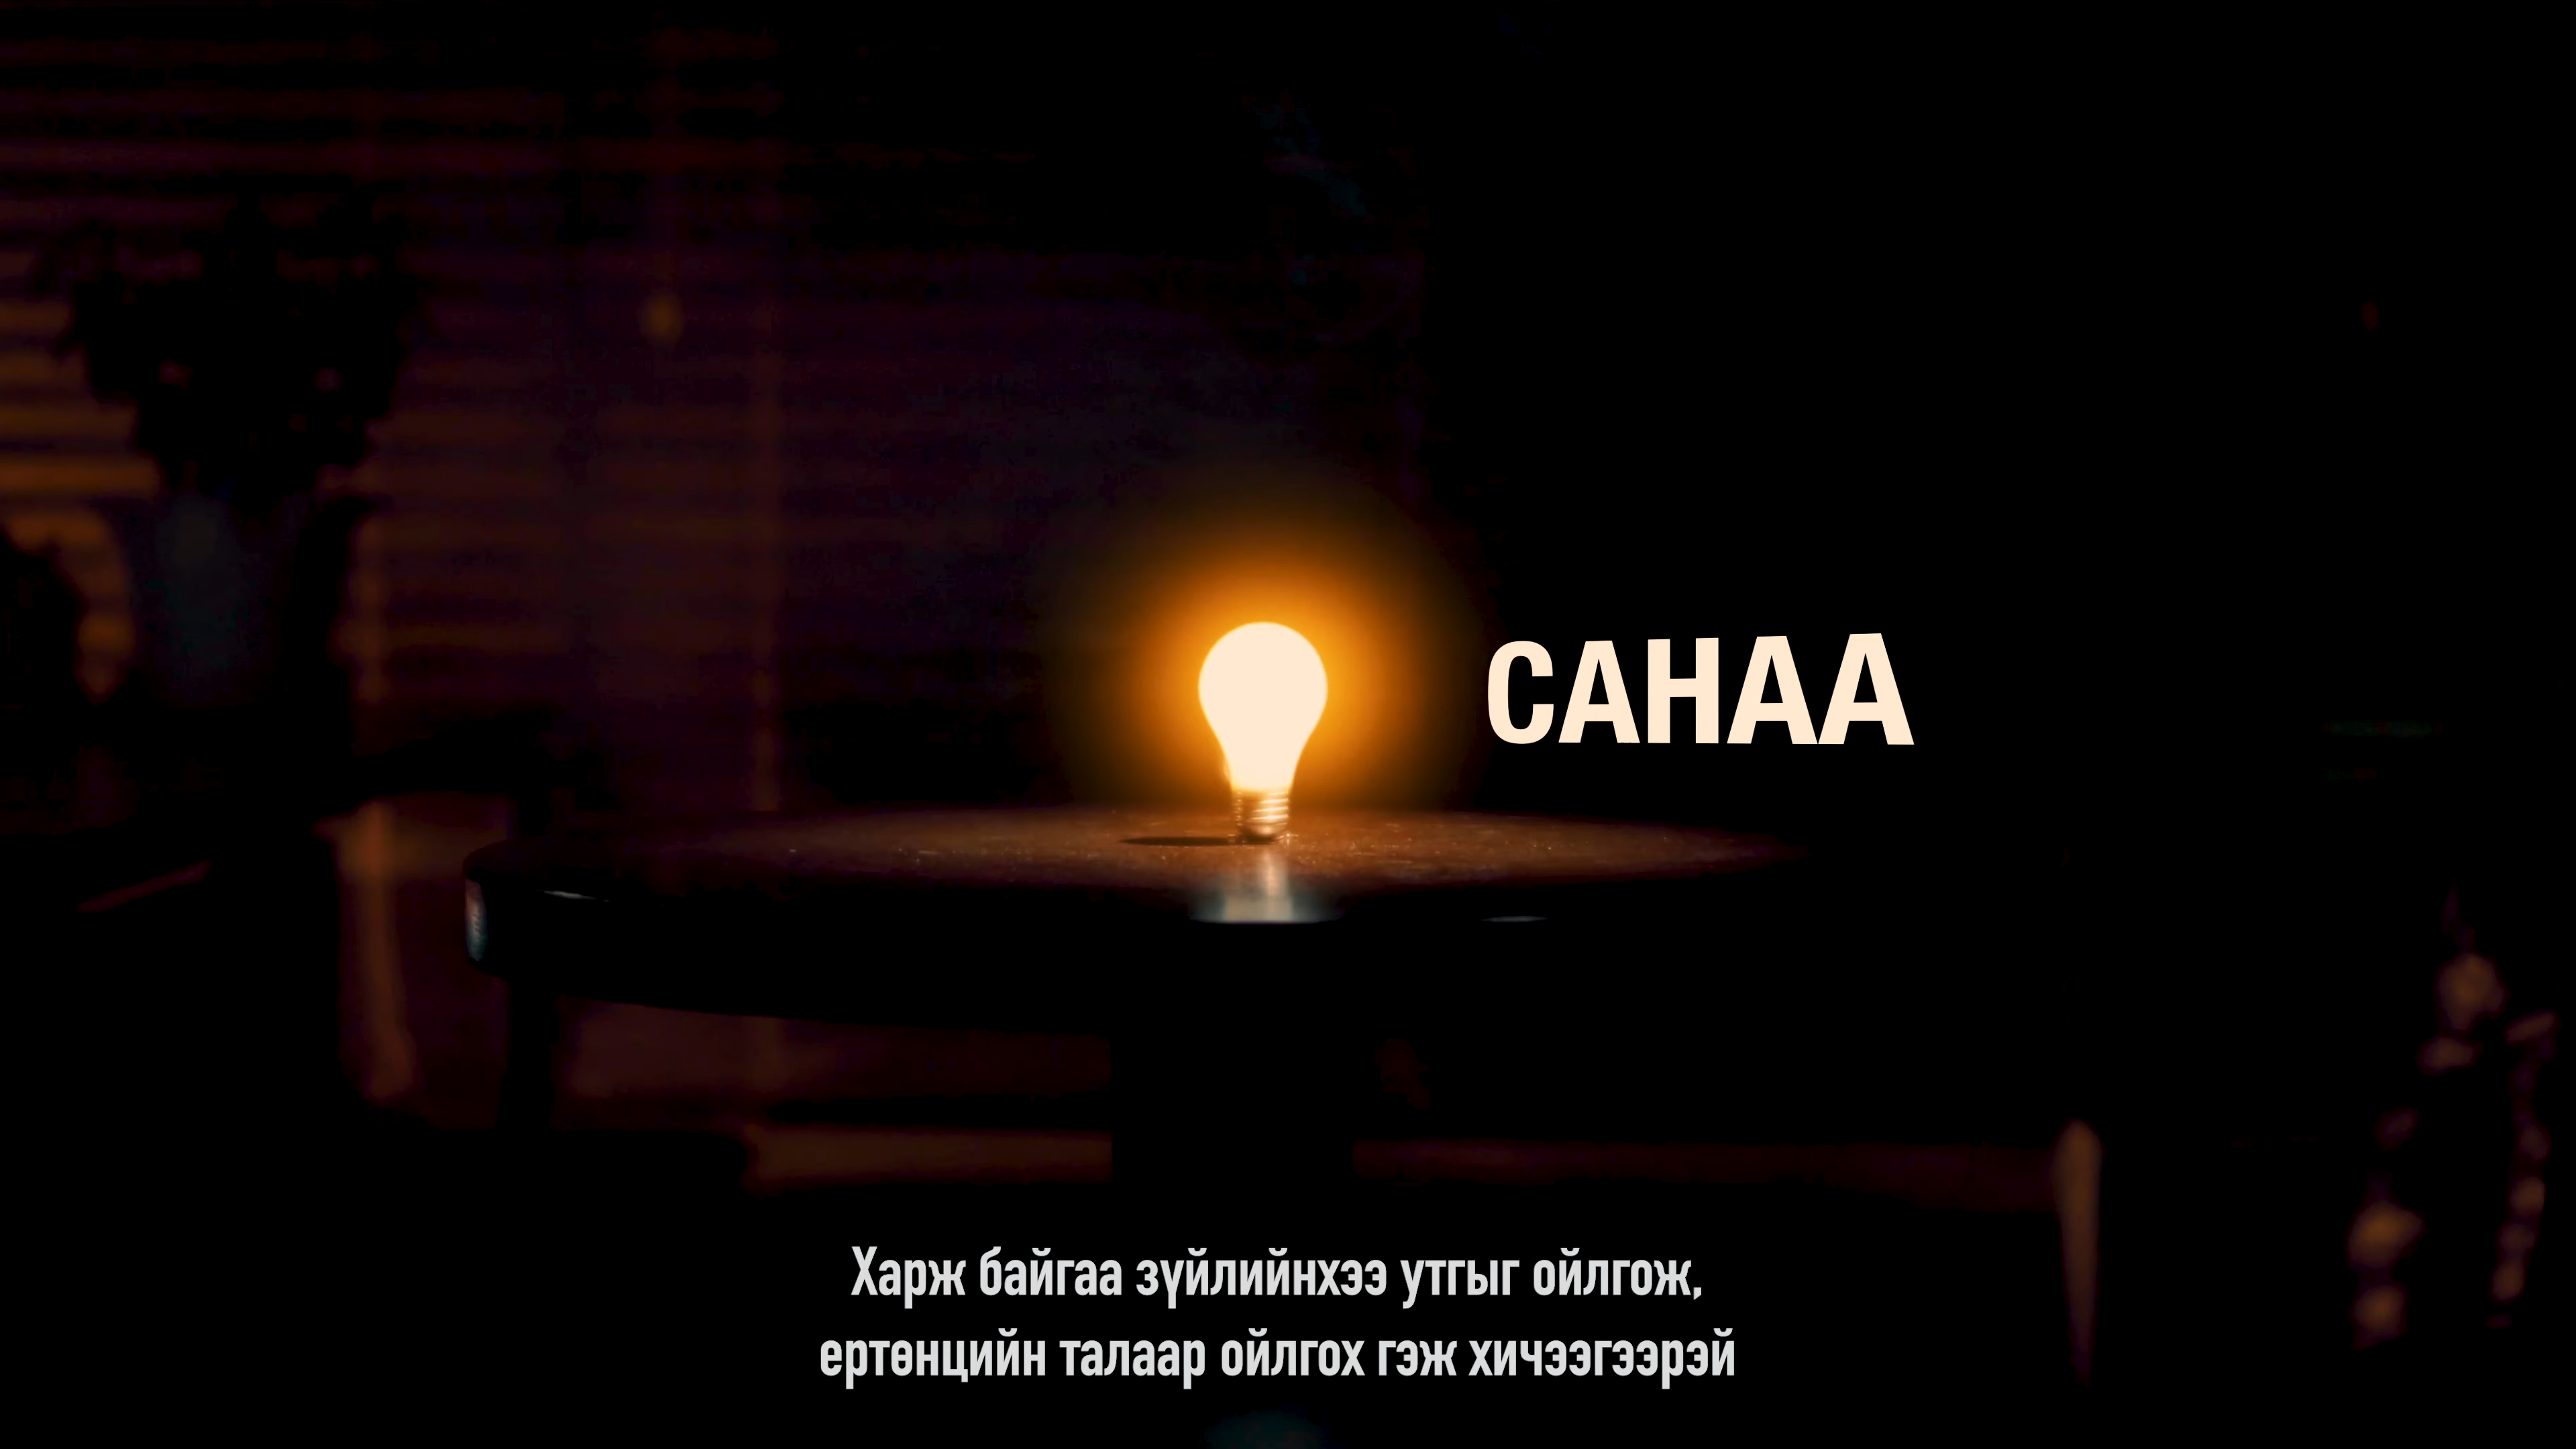 САНАА
Харж байгаа зүйлийнхээ утгыг ойлгож,
ертөнцийн талаар ойлгох гэж хичээгээрэй